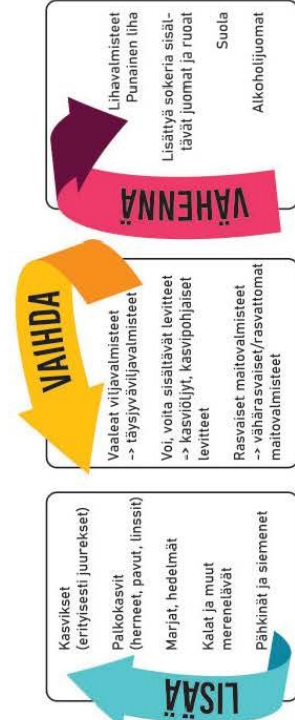 LISÄÄ
Kasvikset
(erityisesti juurekset)
Palkokasvit
(herneet, pavut, linssit)
Marjat, hedelmät
Kalat ja muut
merenelävät
Pähkinät ja siemenet
VAIHDA
Vaaleat viljavalmisteet
-> täysjyväviljavalmisteet
Voi, voita sisältävät levitteet
-> kasviöljyt, kasvipohjaiset
levitteet
Rasvaiset maitovalmisteet
-> vähärasvaiset/rasvattomat
maitovalmisteet
VÄHENNÄ
Lihavalmisteet
Punainen liha
Lisättyä sokeria sisäl-
tävät juomat ja ruoat
Suola
Alkoholijuomat